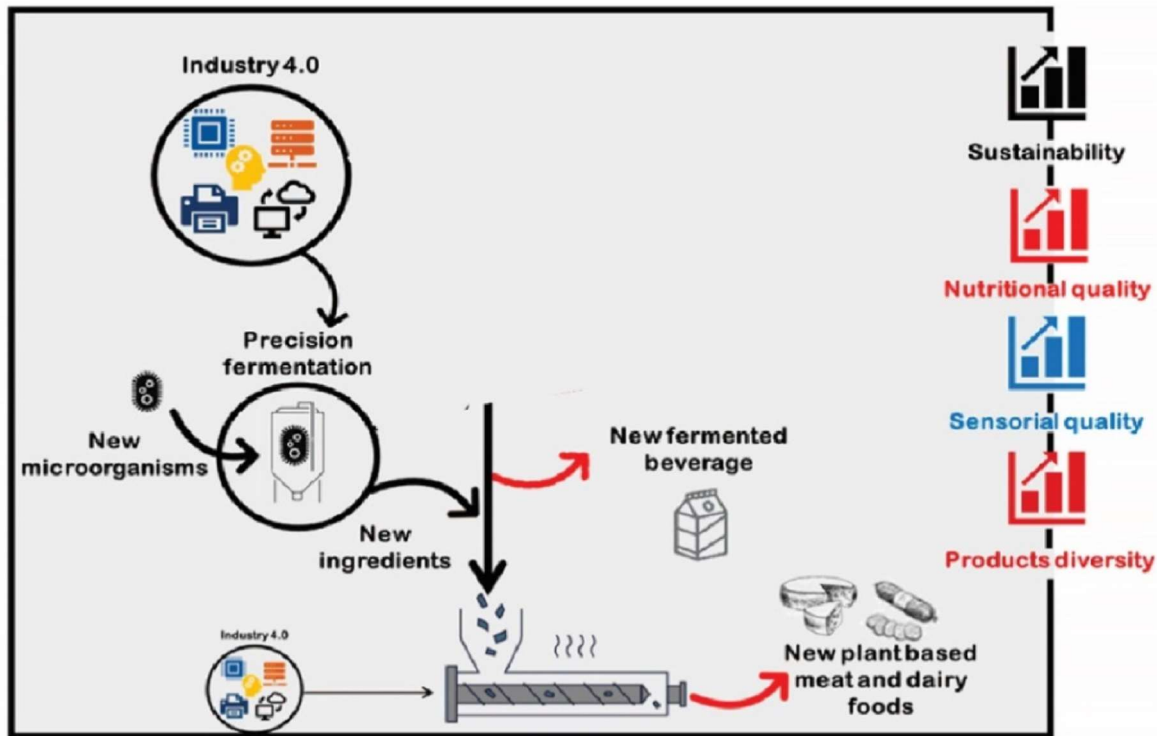 Industry 4.0
Sustainability
Nutritional quality
Precision
fermentation
Sensorial quality
New
microorganisms
New fermented
beverage
New
ingredients
Products diversity
Industry 4.0
New plant based
meat and dairy
foods